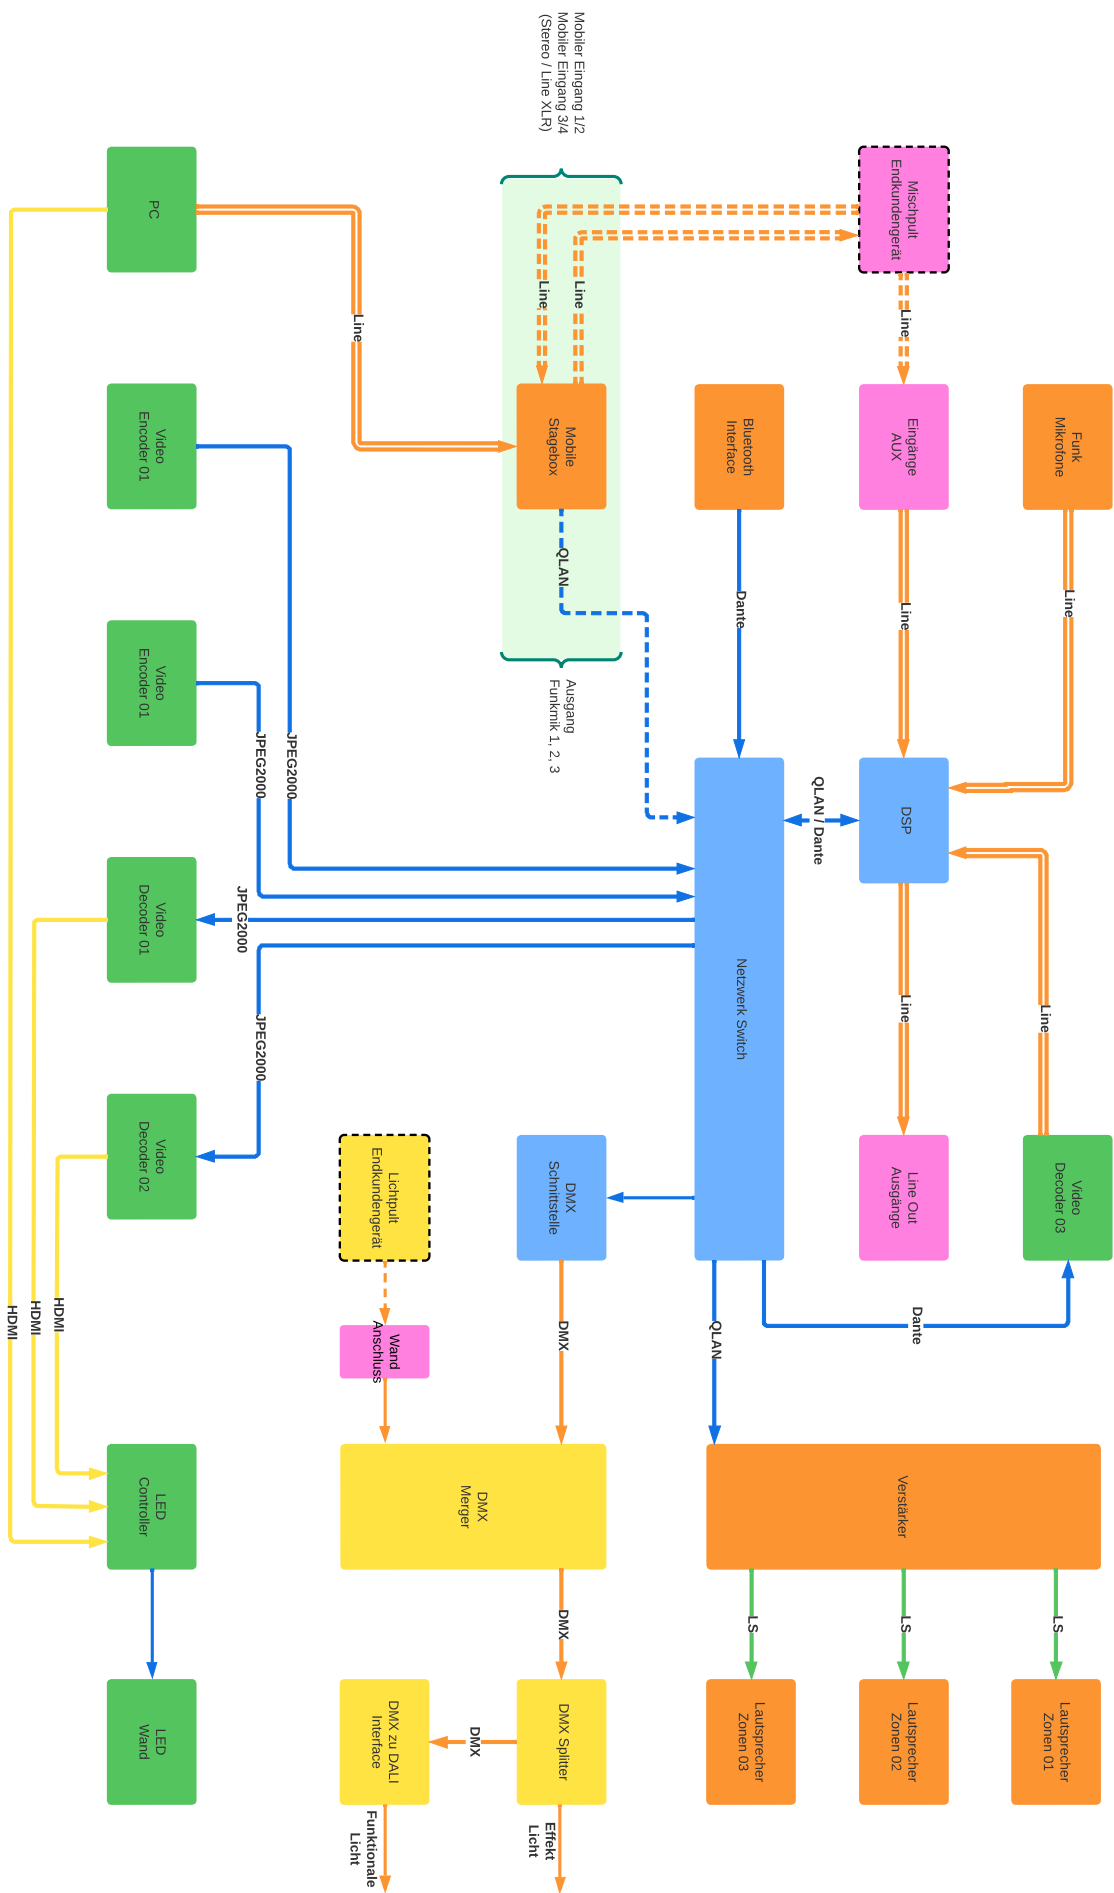 Funk
Mikrofone
Line
Video
Decoder 03
Line
Lautsprecher
Zonen 01
LS
Mischpult
Endkundengerät
Line
Eingänge
AUX
Line
DSP
Line
Line Out
Ausgänge
Dante
Verstärker
LS
Lautsprecher
Zonen 02
QLAN / Dante
Bluetooth
Interface
Dante
Netzwerk Switch
QLAN
LS
Lautsprecher
Zonen 03
Mobiler Eingang 1/2
Mobiler Eingang 3/4
(Stereo / Line XLR)
Line
Line
Mobile
Stagebox
QLAN
Ausgang
Funkmik 1, 2, 3
DMX
Schnittstelle
DMX
DMX
Merger
DMX
DMX Splitter
Effekt
Licht
DMX
Lichtpult
Endkundengerät
Wand
Anschluss
DMX zu DALI
Interface
Funktionale
Licht
Line
JPEG2000
JPEG2000
JPEG2000
JPEG2000
PC
Video
Encoder 01
Video
Encoder 01
Video
Decoder 01
Video
Decoder 02
LED
Controller
LED
Wand
HDMI
HDMI
HDMI